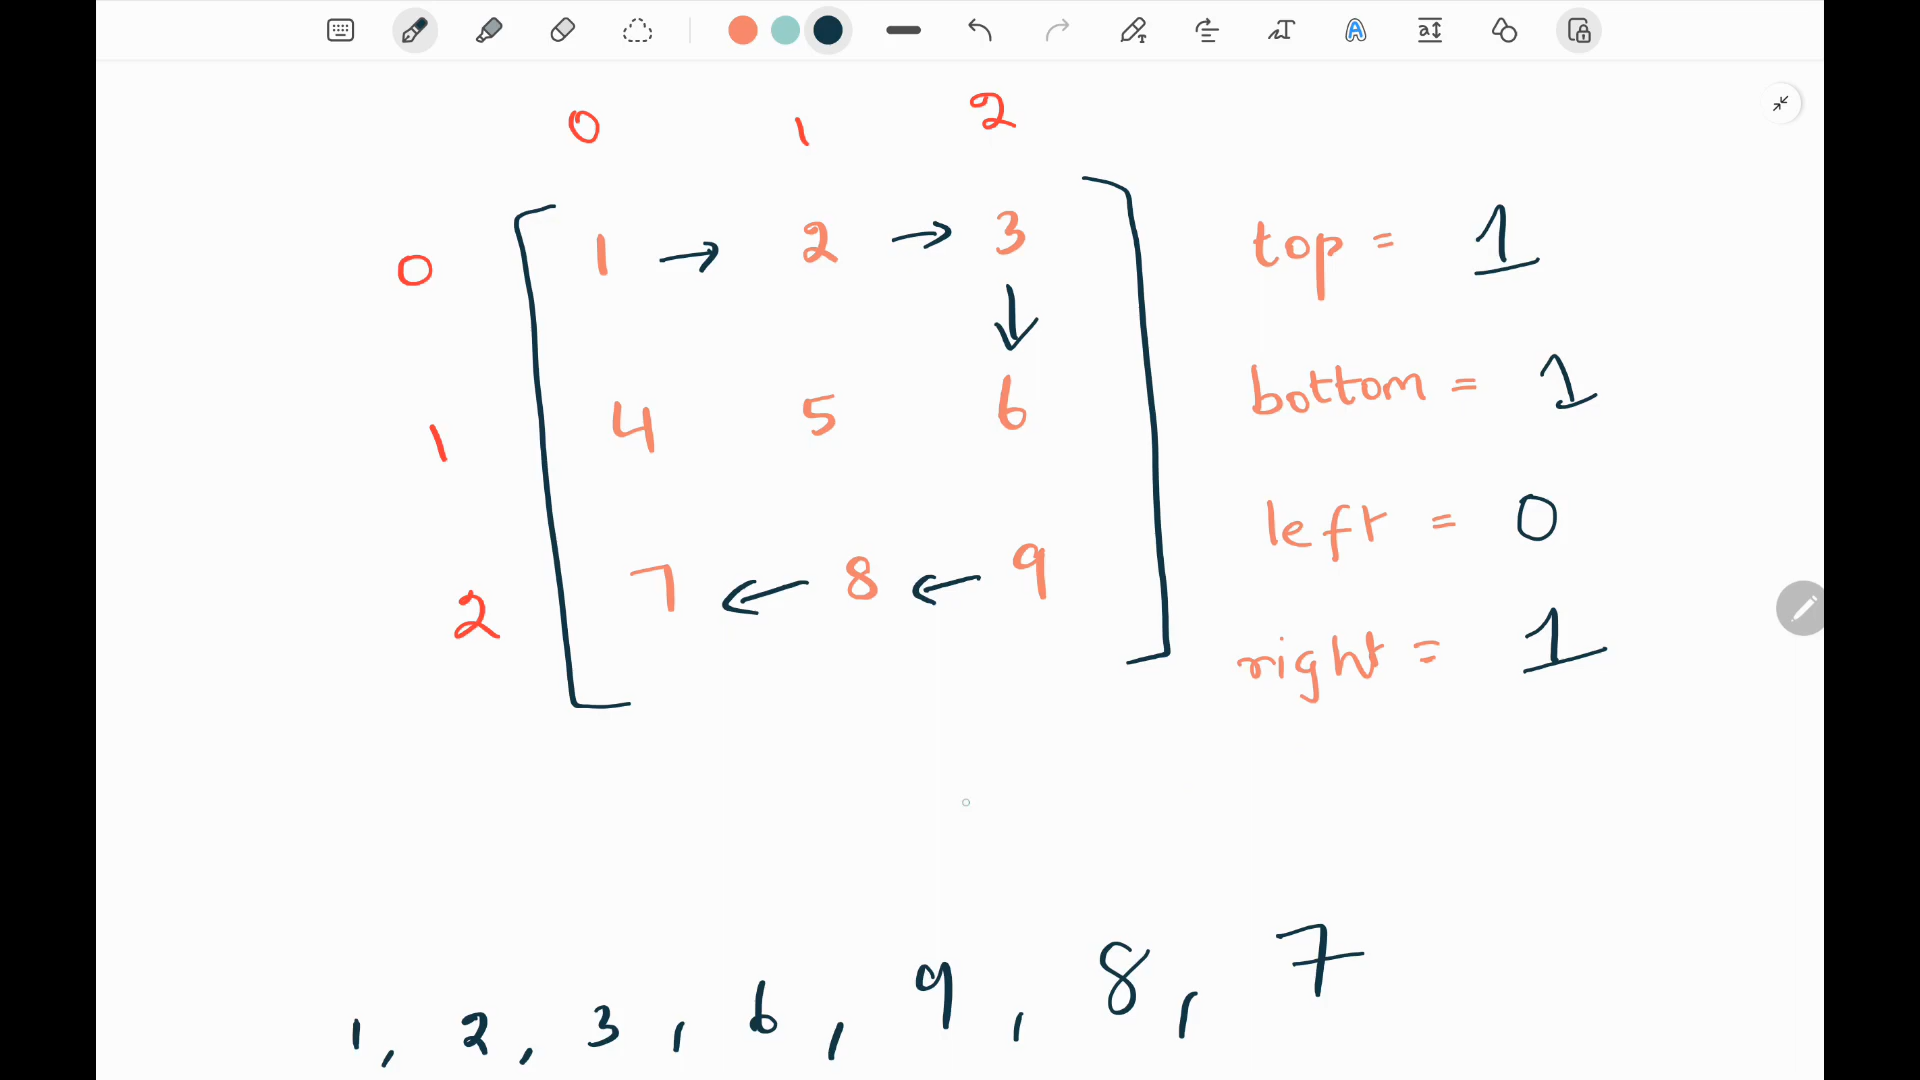 0 1 2
0 1 → 2 → 3 top = 1
↓
1 4 5 6 bottom = 1
left = 0
2 7 ← 8 ← 9 right = 1
1, 2, 3, 6, 9, 8, 7